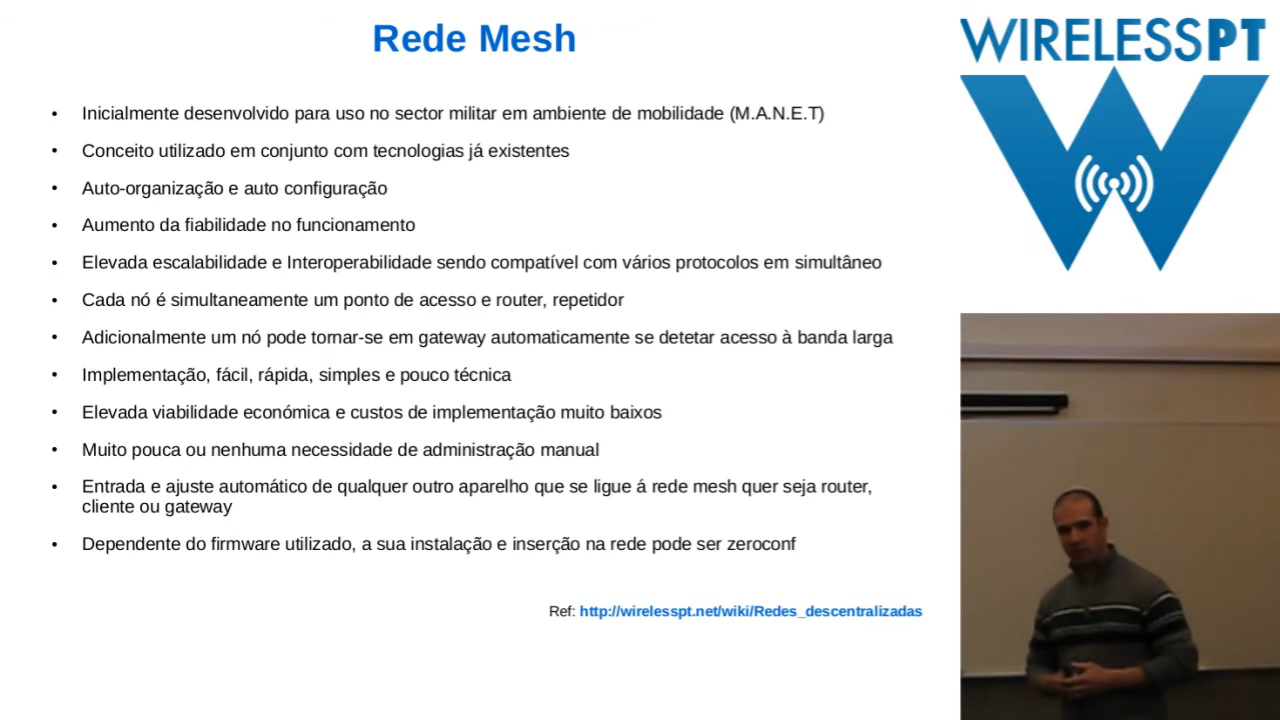 Rede Mesh
WIRELESSPT
• Inicialmente desenvolvido para uso no sector militar em ambiente de mobilidade (M.A.N.E.T)
• Conceito utilizado em conjunto com tecnologias já existentes
• Auto-organização e auto configuração
• Aumento da fiabilidade no funcionamento
• Elevada escalabilidade e Interoperabilidade sendo compatível com vários protocolos em simultâneo
• Cada nó é simultaneamente um ponto de acesso e router, repetidor
• Adicionalmente um nó pode tornar-se em gateway automaticamente se detetar acesso à banda larga
• Implementação, fácil, rápida, simples e pouco técnica
• Elevada viabilidade económica e custos de implementação muito baixos
• Muito pouca ou nenhuma necessidade de administração manual
• Entrada e ajuste automático de qualquer outro aparelho que se ligue á rede mesh quer seja router,
cliente ou gateway
• Dependente do firmware utilizado, a sua instalação e inserção na rede pode ser zeroconf
Ref: http://wirelesspt.net/wiki/Redes_descentralizadas